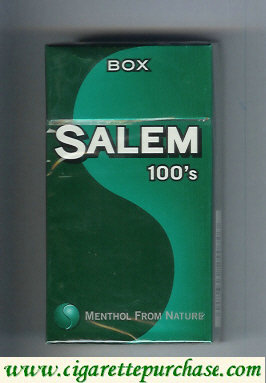 BOX
SALEM
100's
MENTHOL FROM NATURE
www.cigarettepurchase.com